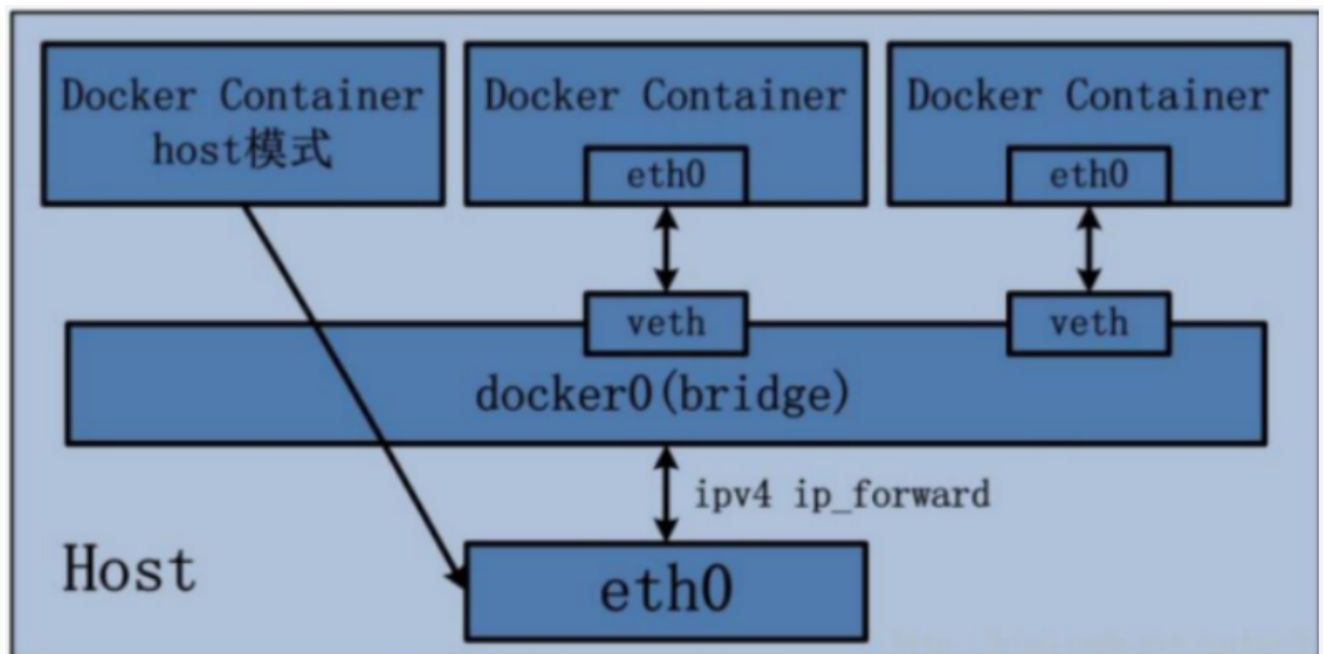 Docker Container
host模式
Docker Container
eth0
Docker Container
eth0
veth
veth
docker0(bridge)
ipv4 ip_forward
Host
eth0